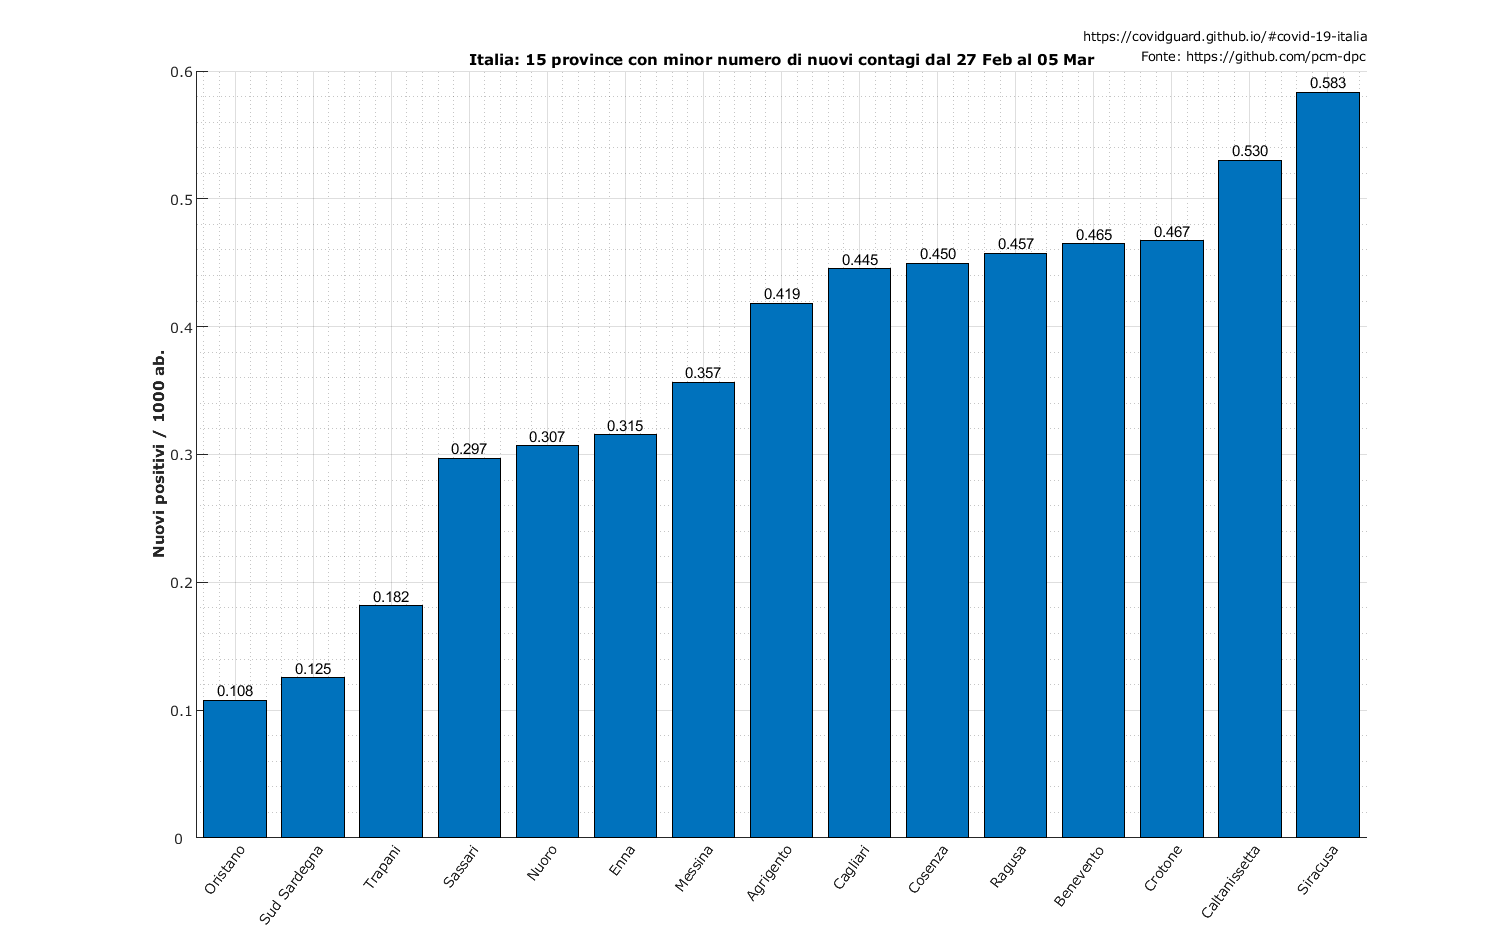 https://covidguard.github.io/#covid-19-italia
Italia: 15 province con minor numero di nuovi contagi dal 27 Feb al 05 Mar
Fonte: https://github.com/pcm-dpc
Nuovi positivi / 1000 ab.
0.6
0.5
0.4
0.3
0.2
0.1
0
0.108
0.125
0.182
0.297
0.307
0.315
0.357
0.419
0.445
0.450
0.457
0.465
0.467
0.530
0.583
Oristano
Sud Sardegna
Trapani
Sassari
Nuoro
Enna
Messina
Agrigento
Cagliari
Cosenza
Ragusa
Benevento
Crotone
Caltanissetta
Siracusa